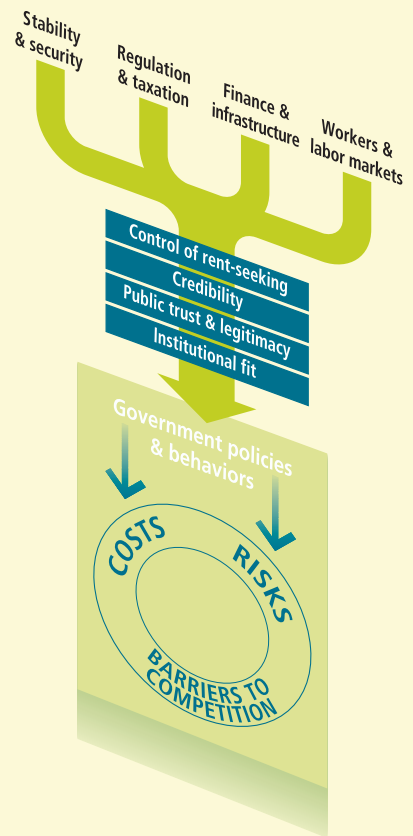 Stability
& security
Regulation
& taxation
Finance &
infrastructure
Workers &
labor markets
Control of rent-seeking
Credibility
Public trust & legitimacy
Institutional fit
Government policies
& behaviors
COSTS
RISKS
BARRIERS TO
COMPETITION